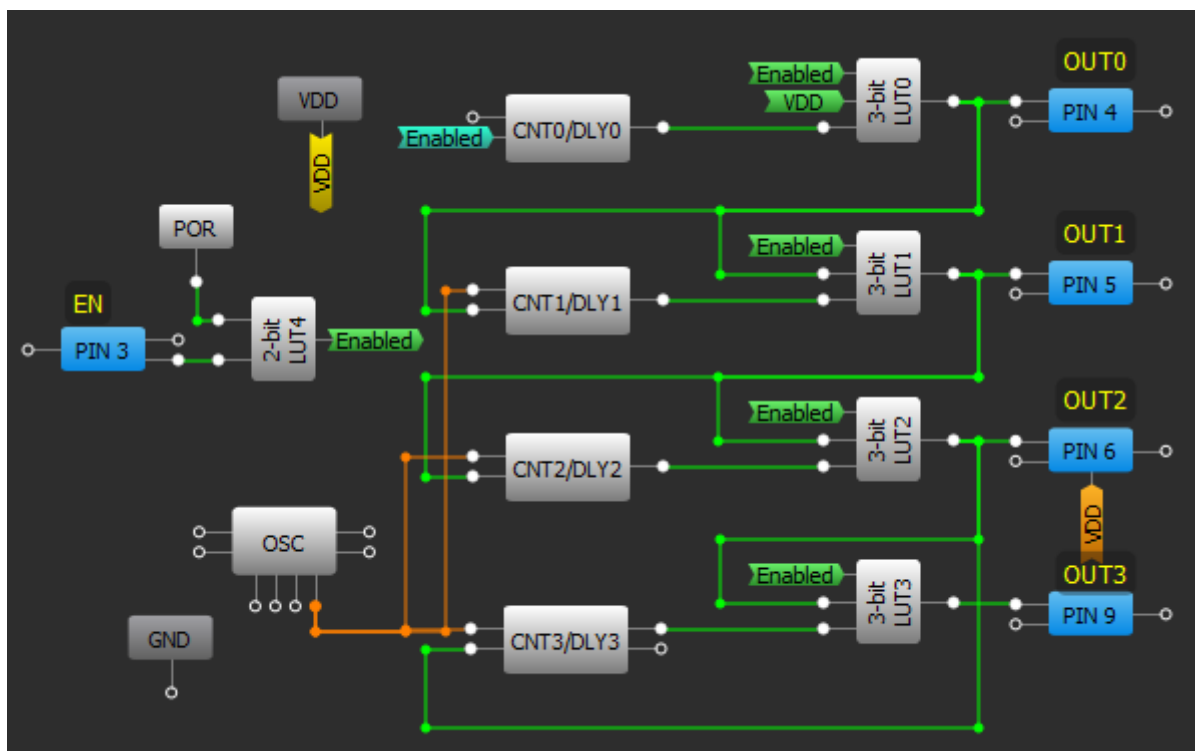 OUT0
Enabled
VDD
VDD
3-bit
LUT0
PIN 4
CNT0/DLY0
Enabled
VDD
POR
OUT1
Enabled
3-bit
LUT1
PIN 5
CNT1/DLY1
EN
PIN 3
2-bit
LUT4
Enabled
OUT2
Enabled
3-bit
LUT2
PIN 6
CNT2/DLY2
VDD
OSC
OUT3
Enabled
3-bit
LUT3
PIN 9
CNT3/DLY3
GND